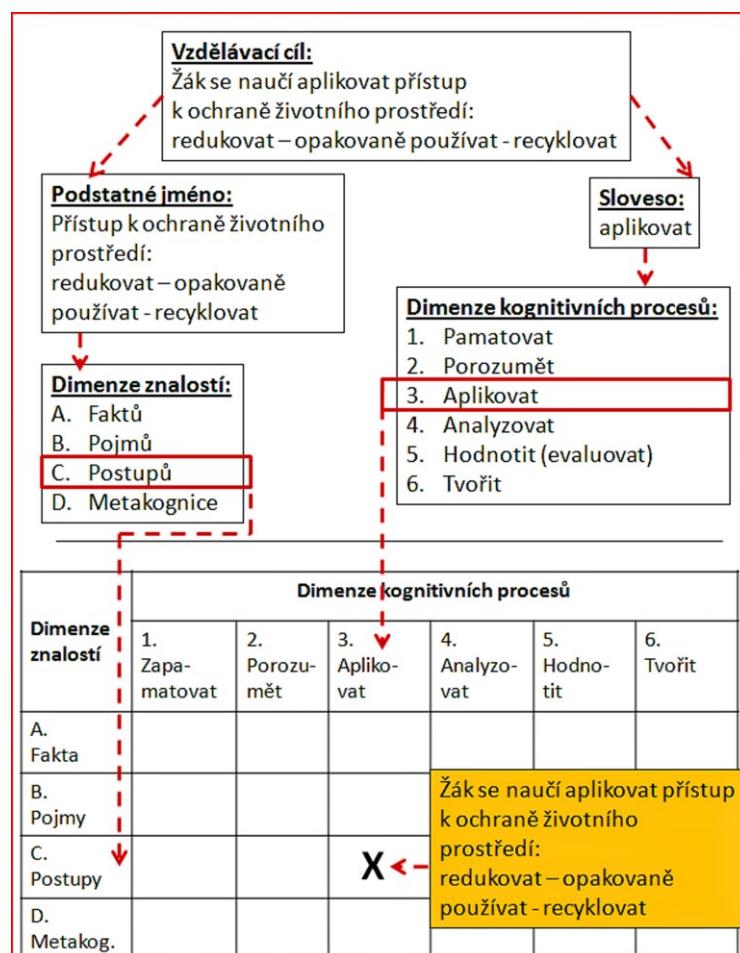 Vzdělávací cíl:
Žák se naučí aplikovat přístup
k ochraně životního prostředí:
redukovat – opakovaně používat - recyklovat
Podstatné jméno:
Přístup k ochraně životního
prostředí:
redukovat – opakovaně
používat - recyklovat
Sloveso:
aplikovat
Dimenze kognitivních procesů:
1. Pamatovat
2. Porozumět
3. Aplikovat
4. Analyzovat
5. Hodnotit (evaluovat)
6. Tvořit
Dimenze znalostí:
A. Faktů
B. Pojmů
C. Postupů
D. Metakognice
Dimenze kognitivních procesů
Dimenze
znalostí
1.
Zapa-
matovat
2.
Porozu-
mět
3.
Apliko-
vat
4.
Analyzo-
vat
5.
Hodno-
tit
6.
Tvořit
A.
Fakta
B.
Pojmy
C.
Postupy
X
Žák se naučí aplikovat přístup
k ochraně životního
prostředí:
redukovat – opakovaně
používat - recyklovat
D.
Metakog.